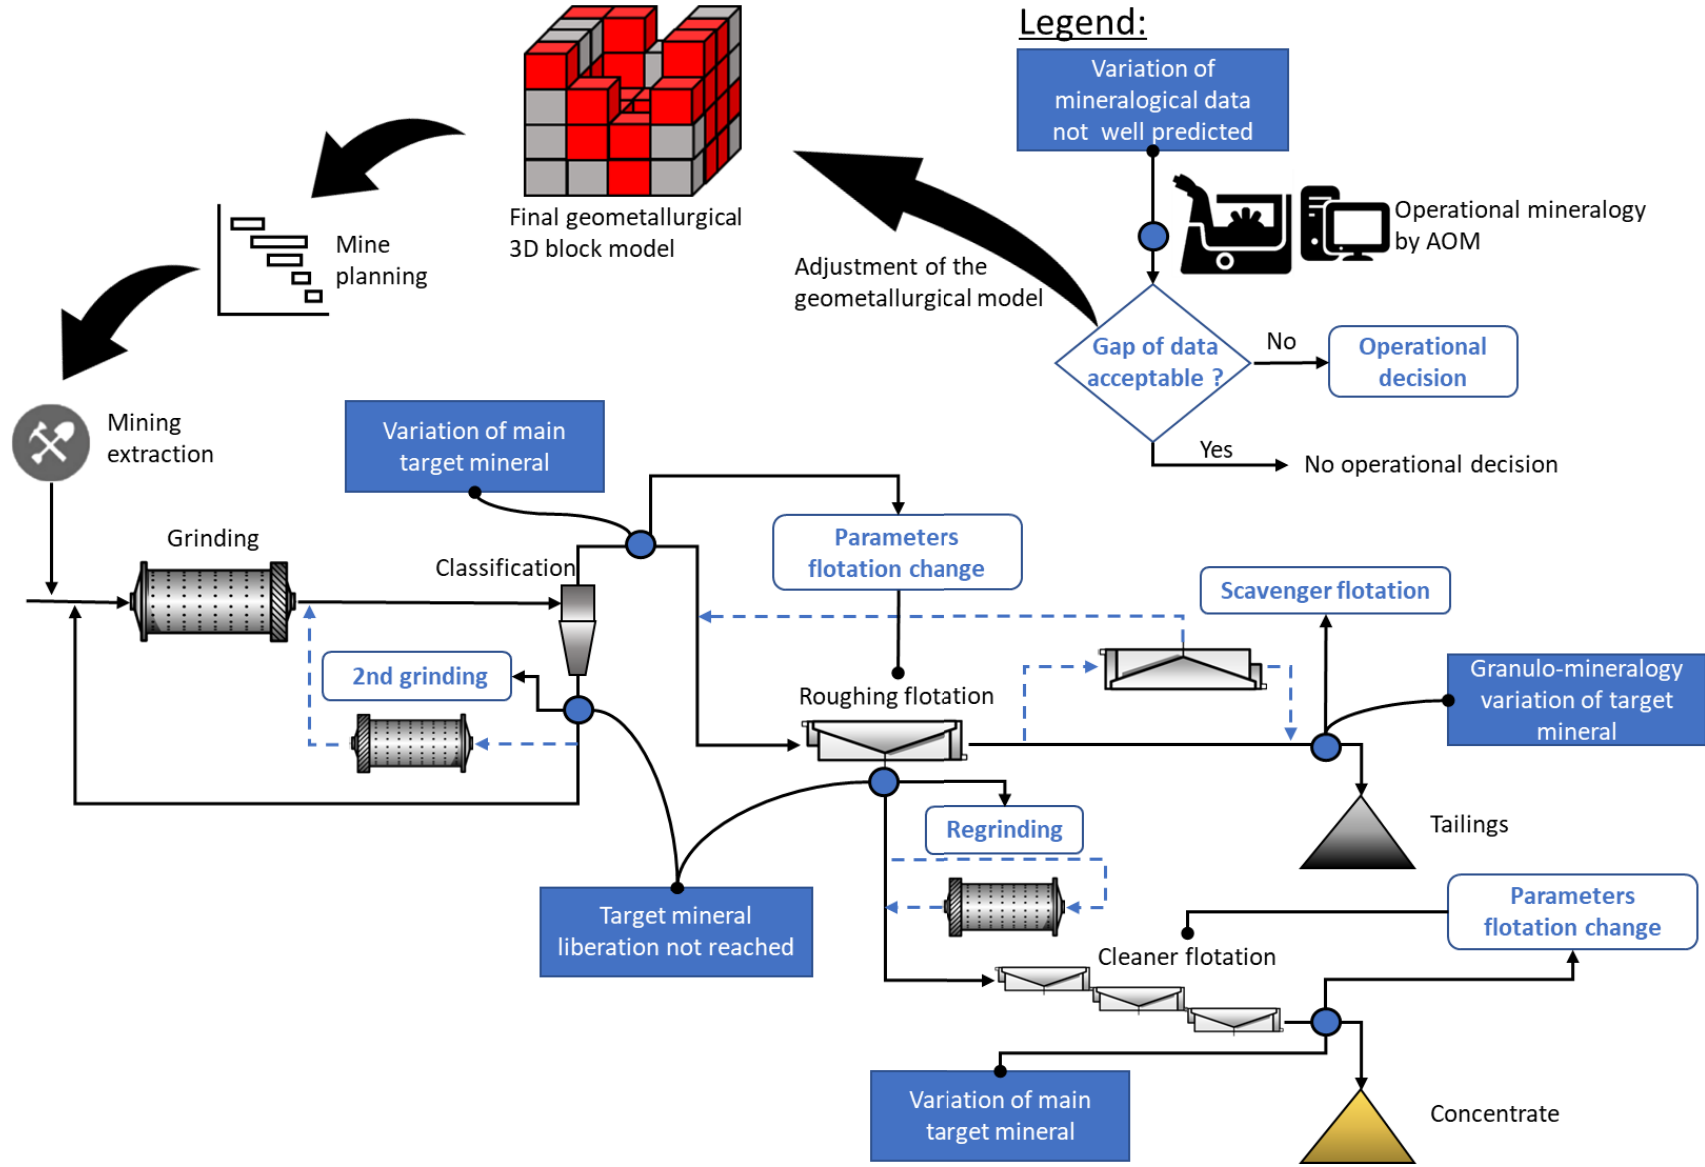 Legend:
Variation of
mineralogical data
not well predicted
Operational mineralogy
by AOM
Final geometallurgical
3D block model
Mine
planning
Adjustment of the
geometallurgical model
Gap of data
acceptable ?
No
Operational
decision
Yes
No operational decision
Mining
extraction
Variation of main
target mineral
Grinding
Classification
Parameters
flotation change
Scavenger flotation
2nd grinding
Roughing flotation
Granulo-mineralogy
variation of target
mineral
Regrinding
Tailings
Target mineral
liberation not reached
Parameters
flotation change
Cleaner flotation
Variation of main
target mineral
Concentrate